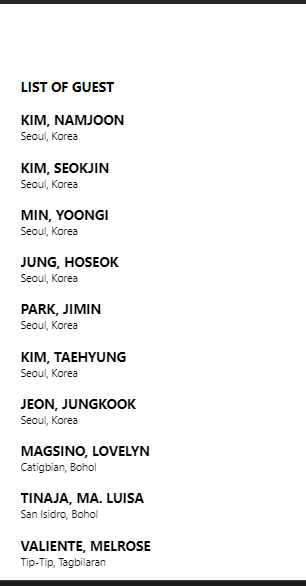 LIST OF GUEST
KIM, NAMJOON
Seoul, Korea
KIM, SEOKJIN
Seoul, Korea
MIN, YOONGI
Seoul, Korea
JUNG, HOSEOK
Seoul, Korea
PARK, JIMIN
Seoul, Korea
KIM, TAEHYUNG
Seoul, Korea
JEON, JUNGKOOK
Seoul, Korea
MAGSINO, LOVELYN
Catigbian, Bohol
TINAJA, MA. LUISA
San Isidro, Bohol
VALIENTE, MELROSE
Tip-Tip, Tagbilaran